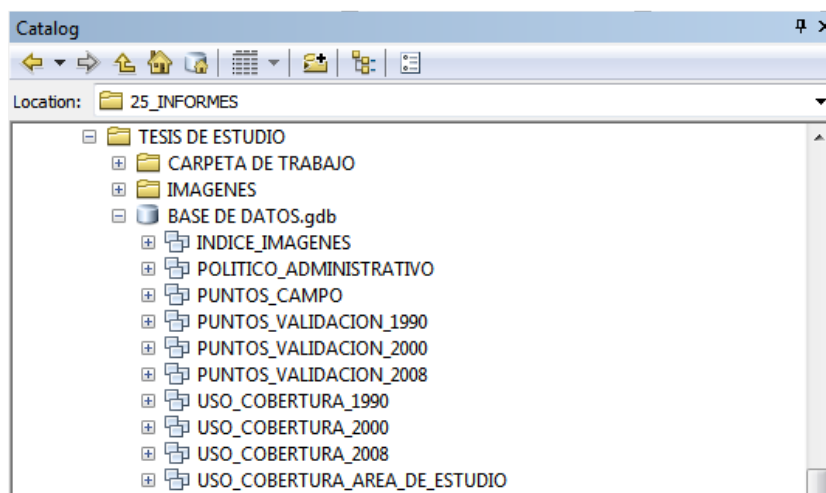 Catalog
Location: 25_INFORMES
TESIS DE ESTUDIO
CARPETA DE TRABAJO
IMAGENES
BASE DE DATOS.gdb
INDICE_IMAGENES
POLITICO_ADMINISTRATIVO
PUNTOS_CAMPO
PUNTOS_VALIDACION_1990
PUNTOS_VALIDACION_2000
PUNTOS_VALIDACION_2008
USO_COBERTURA_1990
USO_COBERTURA_2000
USO_COBERTURA_2008
USO_COBERTURA_AREA_DE_ESTUDIO